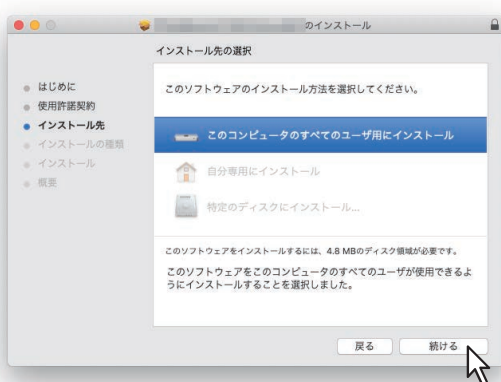 のインストール
インストール先の選択
はじめに
使用許諾契約
インストール先
インストールの種類
インストール
概要
このソフトウェアのインストール方法を選択してください。
このコンピュータのすべてのユーザ用にインストール
自分専用にインストール
特定のディスクにインストール...
このソフトウェアをインストールするには、4.8 MBのディスク領域が必要です。
このソフトウェアをこのコンピュータのすべてのユーザが使用できるよ
うにインストールすることを選択しました。
戻る
続ける